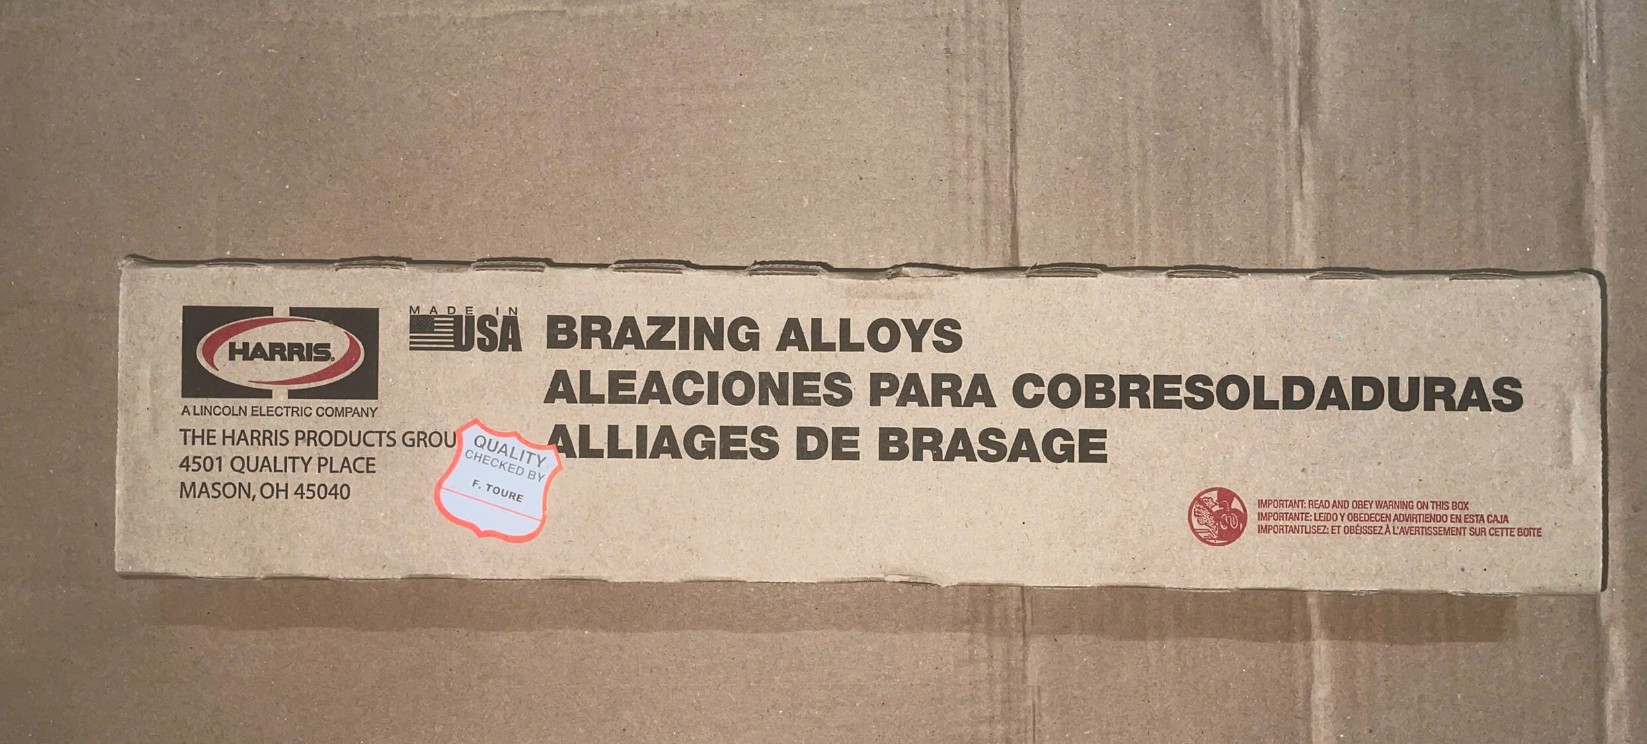 HARRIS.
A LINCOLN ELECTRIC COMPANY
THE HARRIS PRODUCTS GROU
4501 QUALITY PLACE
MASON, OH 45040
MADE IN
USA
BRAZING ALLOYS
ALEACIONES PARA COBRESOLDADURAS
ALLIAGES DE BRASAGE
QUALITY
CHECKED BY
F. TOURE
IMPORTANT: READ AND OBEY WARNING ON THIS BOX
IMPORTANTE: LEIDO Y OBEDECEN ADVIRTIENDO EN ESTA CAJA
IMPORTANTLISEZ; ET OBÉISSEZ À L'AVERTISSEMENT SUR CETTE BOITE